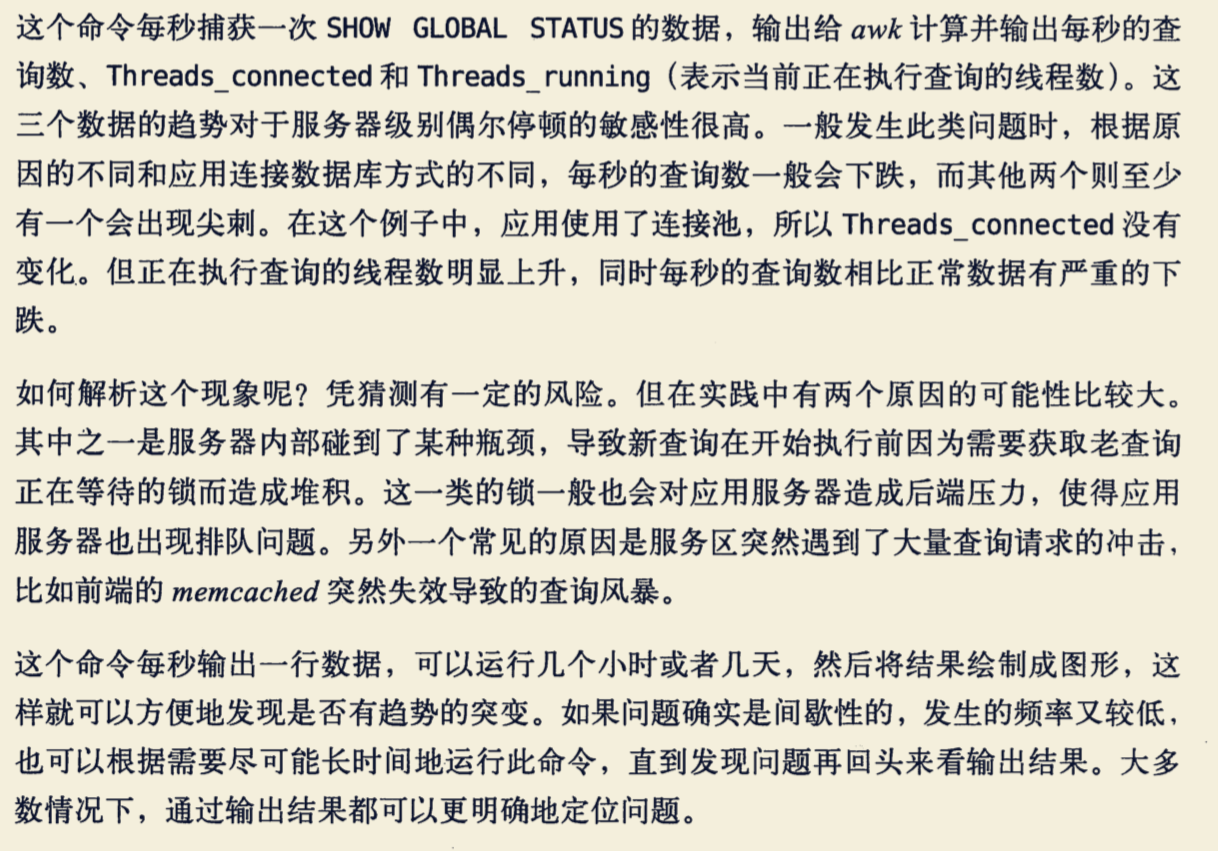 这个命令每秒捕获一次 SHOW GLOBAL STATUS 的数据，输出给 awk 计算并输出每秒的查
询数、Threads_connected 和 Threads_running（表示当前正在执行查询的线程数）。这
三个数据的趋势对于服务器级别偶尔停顿的敏感性很高。一般发生此类问题时，根据原
因的不同和应用连接数据库方式的不同，每秒的查询数一般会下跌，而其他两个则至少
有一个会出现尖刺。在这个例子中，应用使用了连接池，所以 Threads_connected 没有
变化。但正在执行查询的线程数明显上升，同时每秒的查询数相比正常数据有严重的下
跌。
如何解析这个现象呢？凭猜测有一定的风险。但在实践中有两个原因的可能性比较大。
其中之一是服务器内部碰到了某种瓶颈，导致新查询在开始执行前因为需要获取老查询
正在等待的锁而造成堆积。这一类的锁一般也会对应用服务器造成后端压力，使得应用
服务器也出现排队问题。另外一个常见的原因是服务区突然遇到了大量查询请求的冲击，
比如前端的 memcached 突然失效导致的查询风暴。
这个命令每秒输出一行数据，可以运行几个小时或者几天，然后将结果绘制成图形，这
样就可以方便地发现是否有趋势的突变。如果问题确实是间歇性的，发生的频率又较低，
也可以根据需要尽可能长时间地运行此命令，直到发现问题再回头来看输出结果。大多
数情况下，通过输出结果都可以更明确地定位问题。